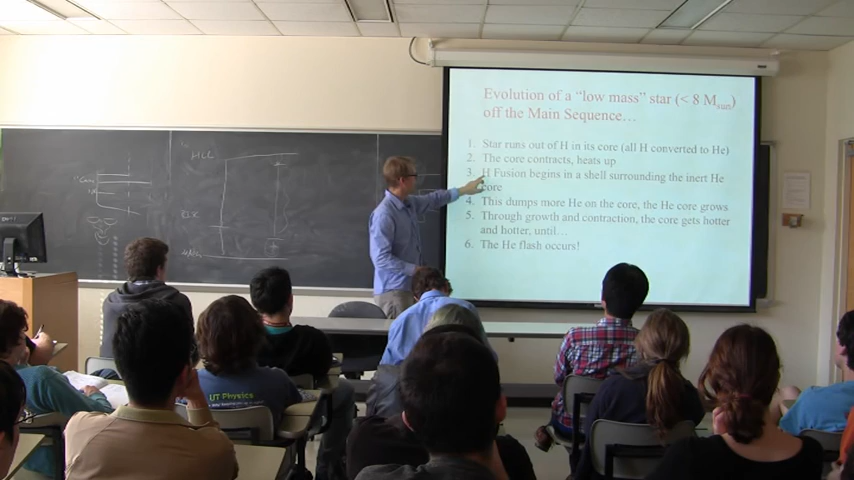 Evolution of a “low mass” star (< 8 Msun)
off the Main Sequence…
1. Star runs out of H in its core (all H converted to He)
2. The core contracts, heats up
3. H Fusion begins in a shell surrounding the inert He
core
4. This dumps more He on the core, the He core grows
5. Through growth and contraction, the core gets hotter
and hotter, until…
6. The He flash occurs!
UT Physics